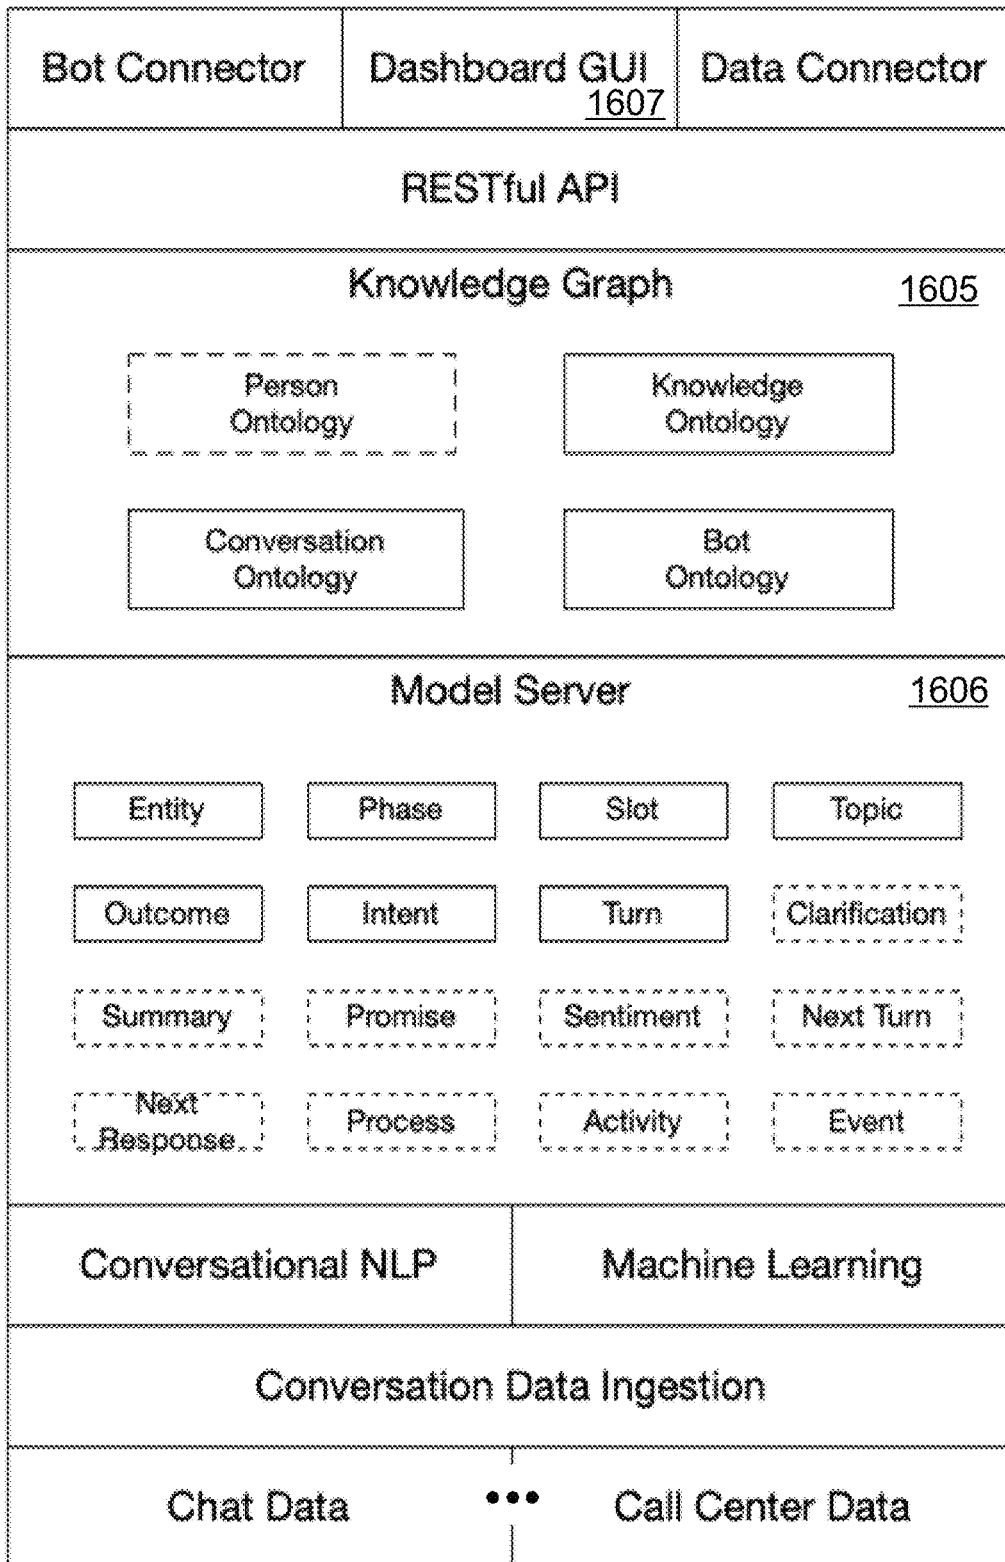 Bot Connector
Dashboard GUI
1607
Data Connector
RESTful API
Knowledge Graph
1605
Person
Ontology
Knowledge
Ontology
Conversation
Ontology
Bot
Ontology
Model Server
1606
Entity
Phase
Slot
Topic
Outcome
Intent
Turn
Clarification
Summary
Promise
Sentiment
Next Turn
Next
Response
Process
Activity
Event
Conversational NLP
Machine Learning
Conversation Data Ingestion
Chat Data
•••
Call Center Data